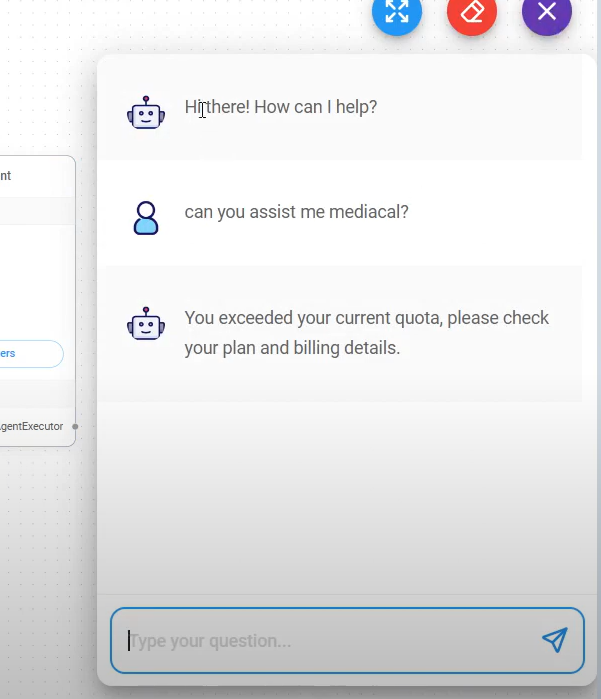 Hi there! How can I help?
nt
can you assist me mediacal?
You exceeded your current quota, please check
your plan and billing details.
ers
gentExecutor
Type your question...